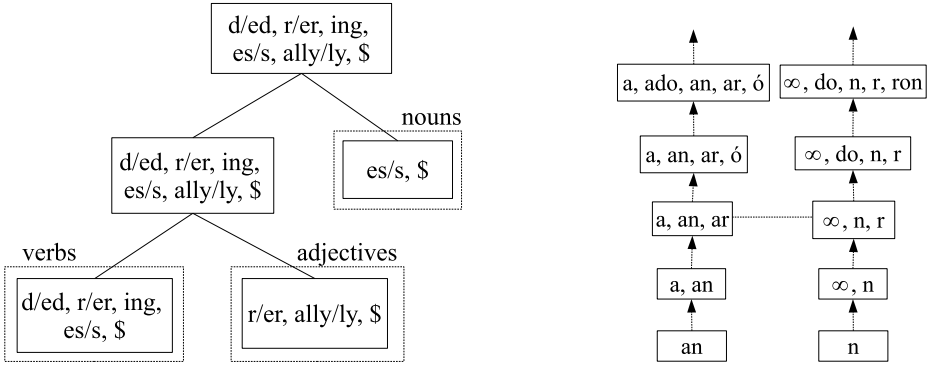 d/ed, r/er, ing,
es/s, ally/ly, $
nouns
d/ed, r/er, ing,
es/s, ally/ly, $
es/s, $
verbs
adjectives
d/ed, r/er, ing,
es/s, $
r/er, ally/ly, $
a, ado, an, ar, ó
∞, do, n, r, ron
a, an, ar, ó
∞, do, n, r
a, an, ar
∞, n, r
a, an
∞, n
an
n